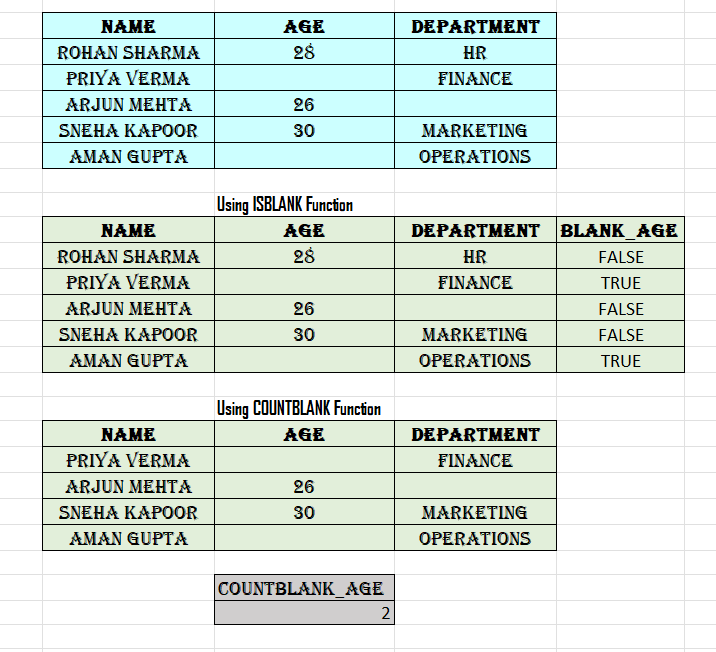 NAME AGE DEPARTMENT
ROHAN SHARMA 28 HR
PRIYA VERMA FINANCE
ARJUN MEHTA 26
SNEHA KAPOOR 30 MARKETING
AMAN GUPTA OPERATIONS
Using ISBLANK Function
NAME AGE DEPARTMENT BLANK_AGE
ROHAN SHARMA 28 HR FALSE
PRIYA VERMA FINANCE TRUE
ARJUN MEHTA 26 FALSE
SNEHA KAPOOR 30 MARKETING FALSE
AMAN GUPTA OPERATIONS TRUE
Using COUNTBLANK Function
NAME AGE DEPARTMENT
PRIYA VERMA FINANCE
ARJUN MEHTA 26
SNEHA KAPOOR 30 MARKETING
AMAN GUPTA OPERATIONS
COUNTBLANK_AGE
2